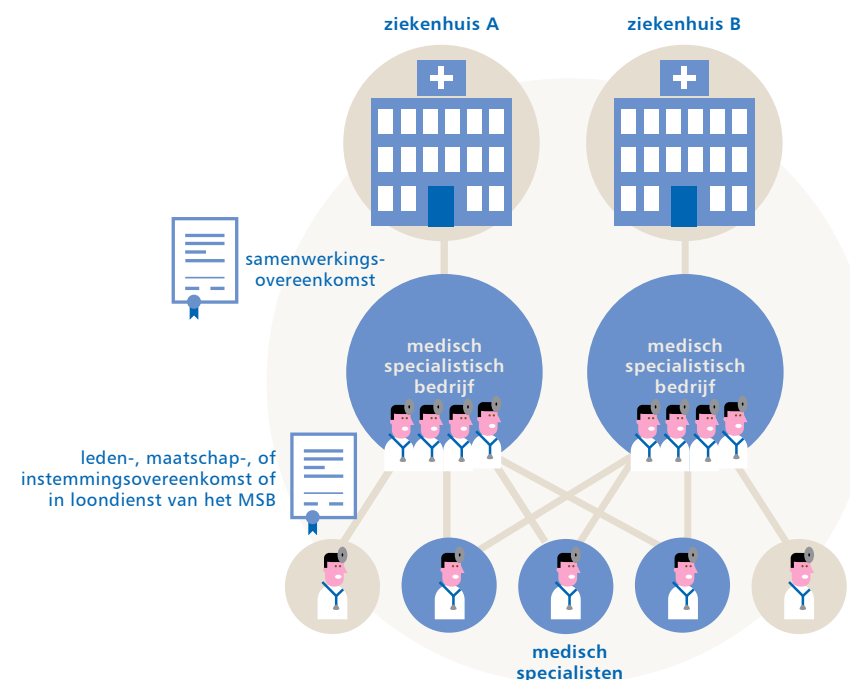 ziekenhuis A
ziekenhuis B
samenwerkings-
overeenkomst
medisch
specialistisch
bedrijf
medisch
specialistisch
bedrijf
leden-, maatschap-, of
instemmingsovereenkomst of
in loondienst van het MSB
medisch
specialisten